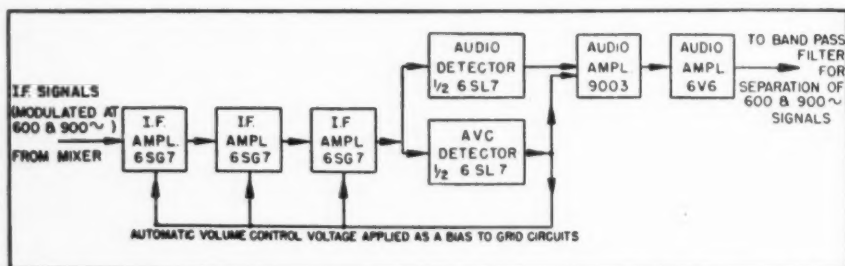 I.F. SIGNALS
(MODULATED AT
600 & 900~)
FROM MIXER
I.F.
AMPL.
6SG7
I.F.
AMPL
6SG7
I.F
AMPL
6SG7
AUDIO
DETECTOR
1/2 6SL7
AVC
DETECTOR
1/2 6SL7
AUDIO
AMPL.
9003
AUDIO
AMPL
6V6
TO BAND PASS
FILTER
FOR
SEPARATION OF
600 & 900~
SIGNALS
AUTOMATIC VOLUME CONTROL VOLTAGE APPLIED AS A BIAS TO GRID CIRCUITS